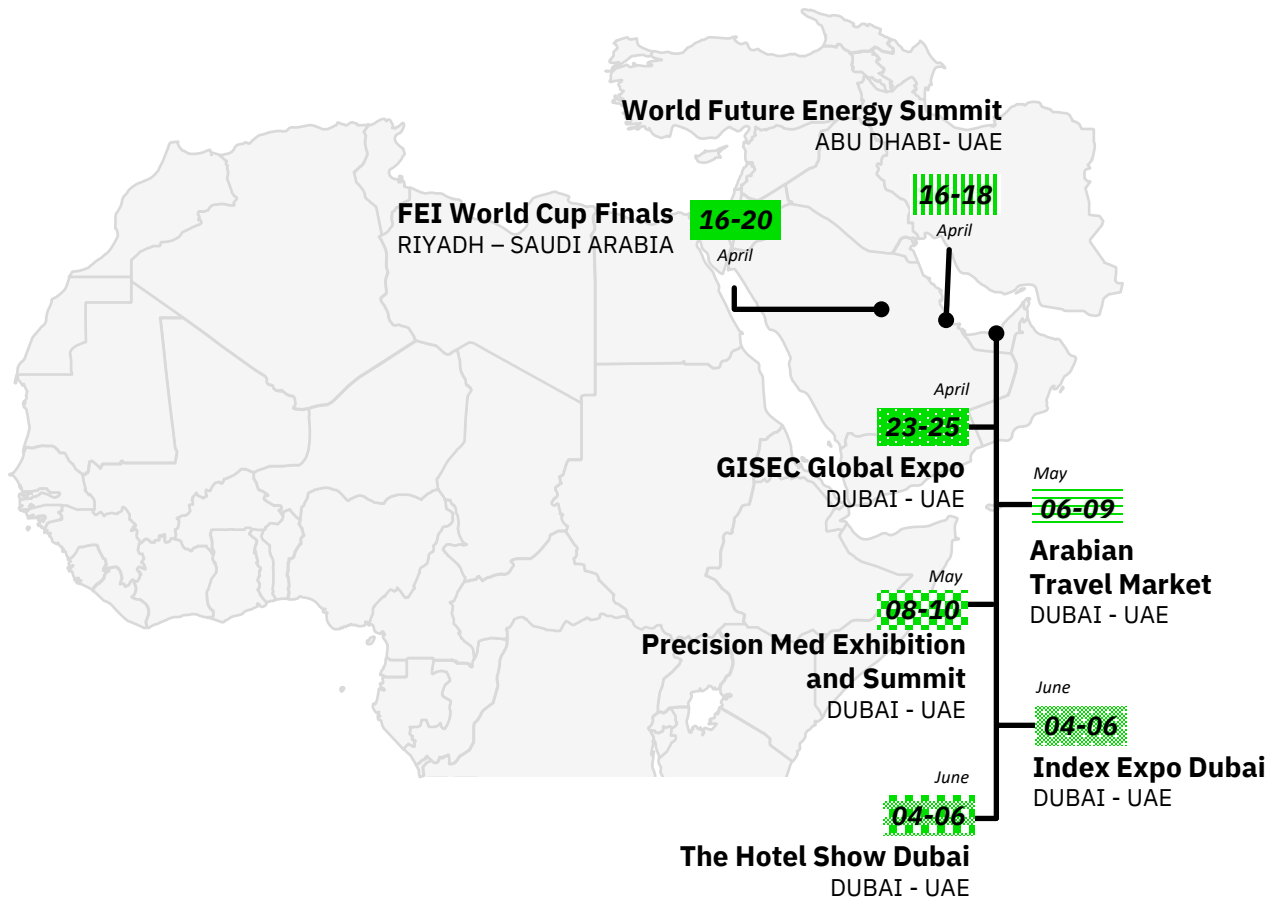 World Future Energy Summit
ABU DHABI- UAE
16-18
April
FEI World Cup Finals
RIYADH – SAUDI ARABIA
16-20
April
April
23-25
GISEC Global Expo
DUBAI - UAE
May
06-09
Arabian
Travel Market
DUBAI - UAE
May
08-10
Precision Med Exhibition
and Summit
DUBAI - UAE
June
04-06
Index Expo Dubai
DUBAI - UAE
June
04-06
The Hotel Show Dubai
DUBAI - UAE